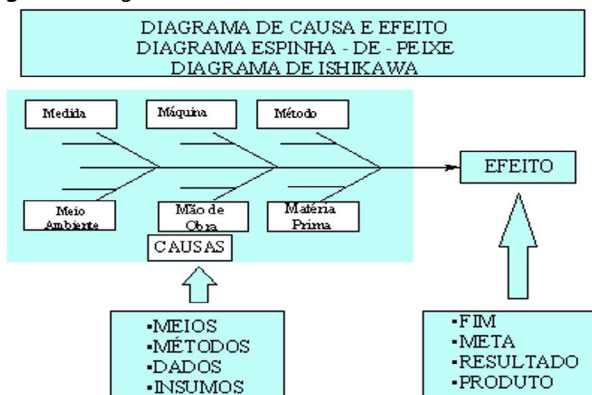 DIAGRAMA DE CAUSA E EFEITO
DIAGRAMA ESPINHA - DE - PEIXE
DIAGRAMA DE ISHIKAWA
Medida
Máquina
Método
EFEITO
Meio
Ambiente
Mão de
Obra
Matéria
Prima
CAUSAS
▪MEIOS
▪MÉTODOS
▪DADOS
▪INSUMOS
▪FIM
▪META
▪RESULTADO
▪PRODUTO